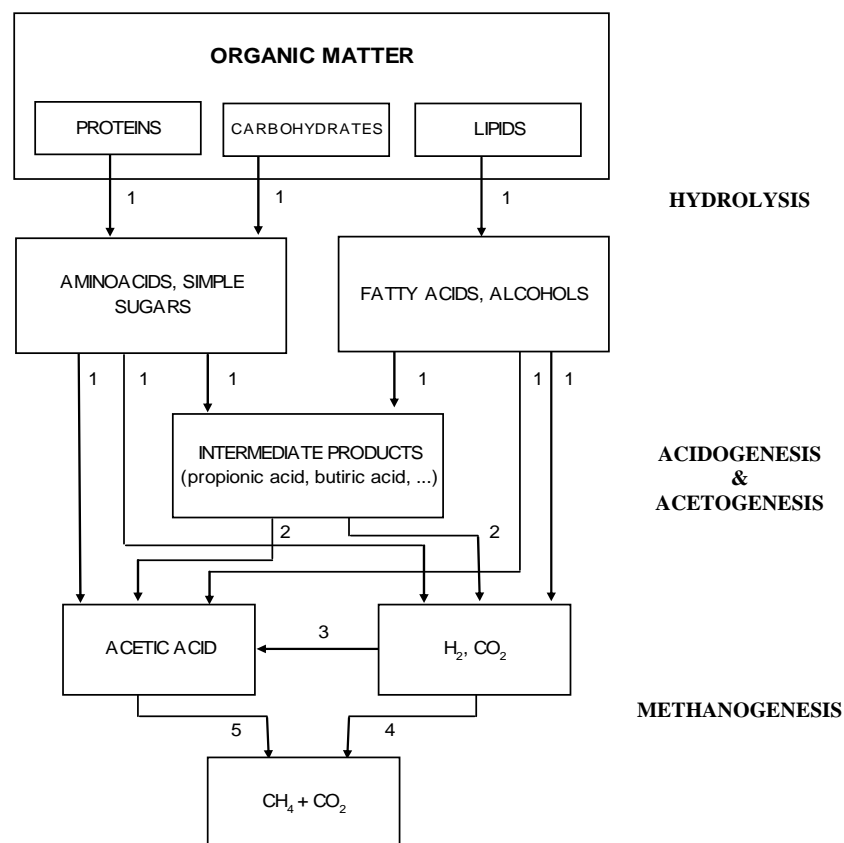 ORGANIC MATTER
PROTEINS
CARBOHYDRATES
LIPIDS
1
1
1
HYDROLYSIS
AMINOACIDS, SIMPLE
SUGARS
FATTY ACIDS, ALCOHOLS
1
1
1
1
1
1
INTERMEDIATE PRODUCTS
(propionic acid, butiric acid, ...)
ACIDOGENESIS
&
ACETOGENESIS
2
2
ACETIC ACID
3
H₂, CO₂
5
4
METHANOGENESIS
CH₄ + CO₂